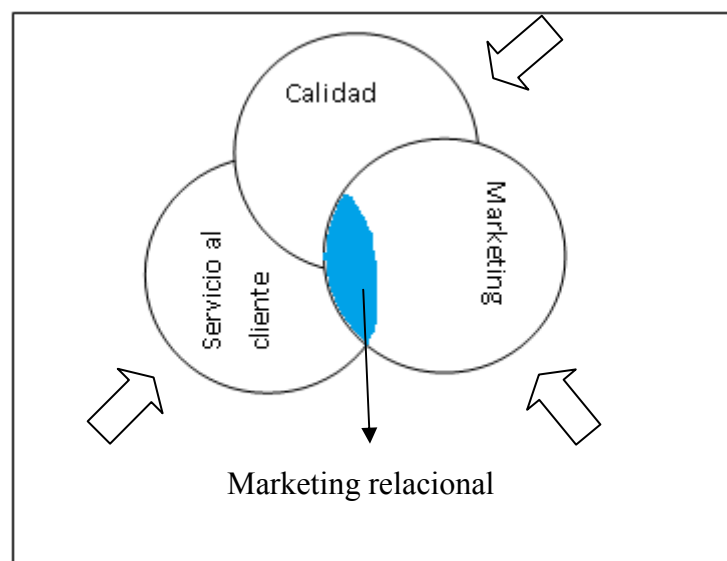 Calidad
Marketing
Servicio al
cliente
Marketing relacional